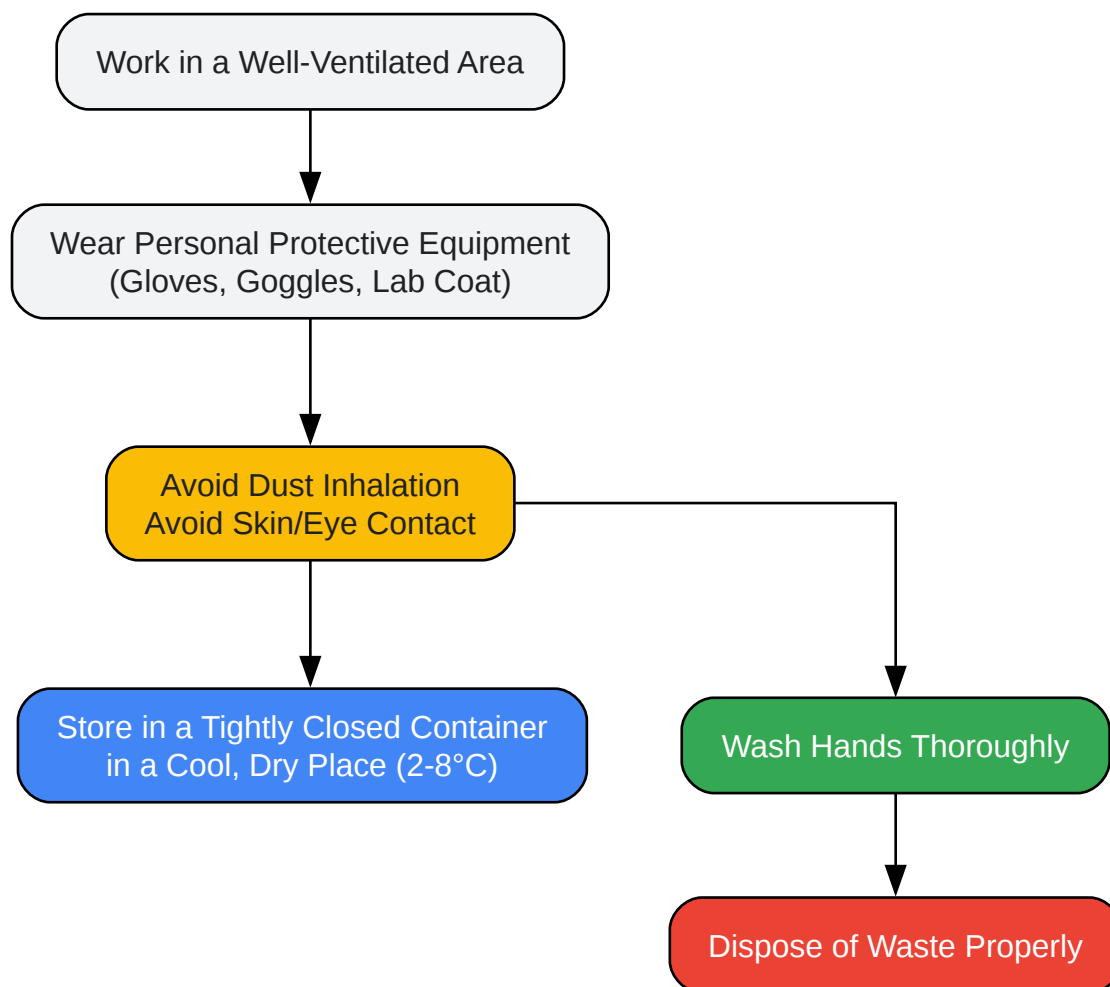 Work in a Well-Ventilated Area
Wear Personal Protective Equipment
(Gloves, Goggles, Lab Coat)
Avoid Dust Inhalation
Avoid Skin/Eye Contact
Store in a Tightly Closed Container
in a Cool, Dry Place (2-8°C)
Wash Hands Thoroughly
Dispose of Waste Properly